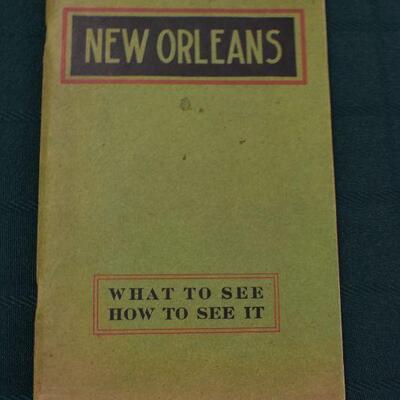 NEW ORLEANS
WHAT TO SEE
HOW TO SEE IT